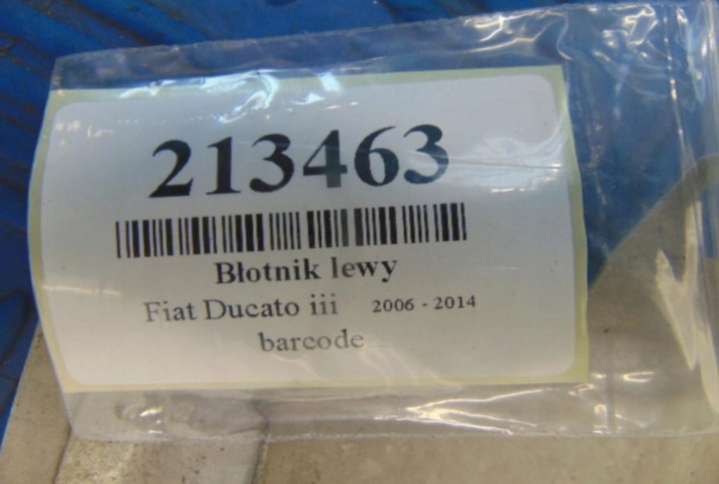 213463
Błotnik lewy
Fiat Ducato iii 2006 - 2014
barcode